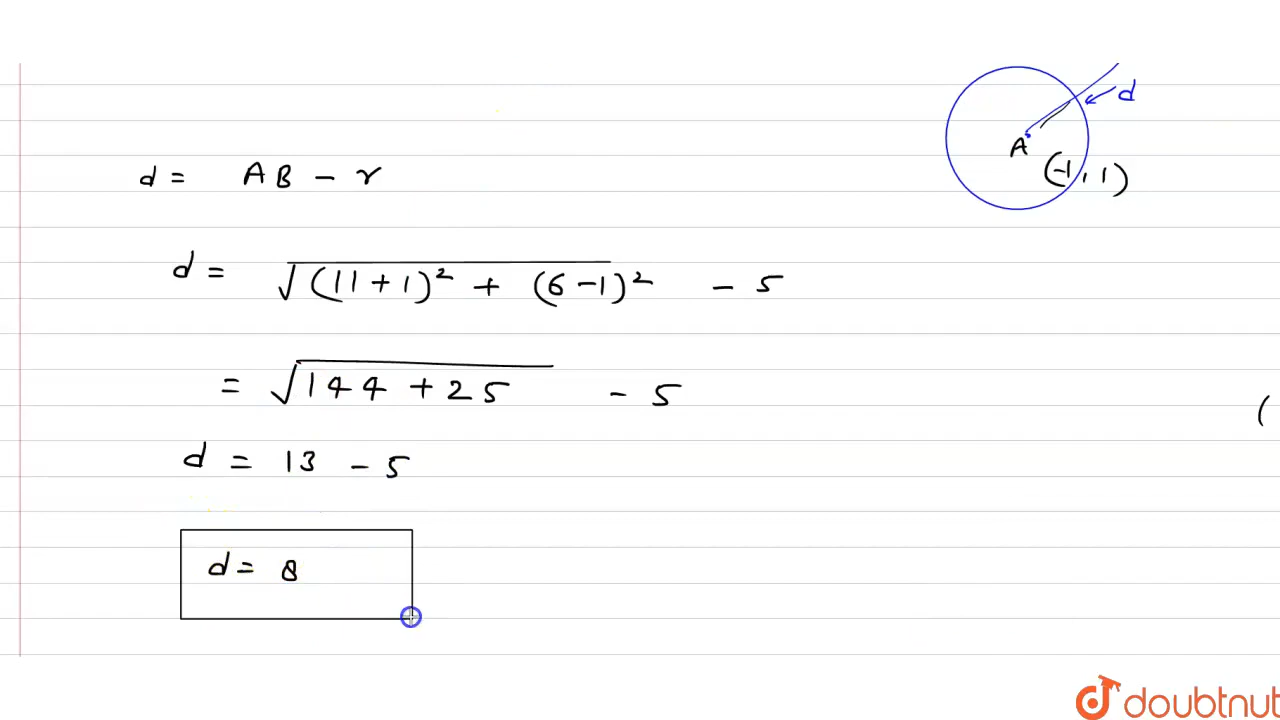 d
A
(-1, 1)
d = AB - r
d = √(11+1)² + (6-1)² - 5
= √144 + 25 - 5
(
d = 13 - 5
d = 8
doubtnut